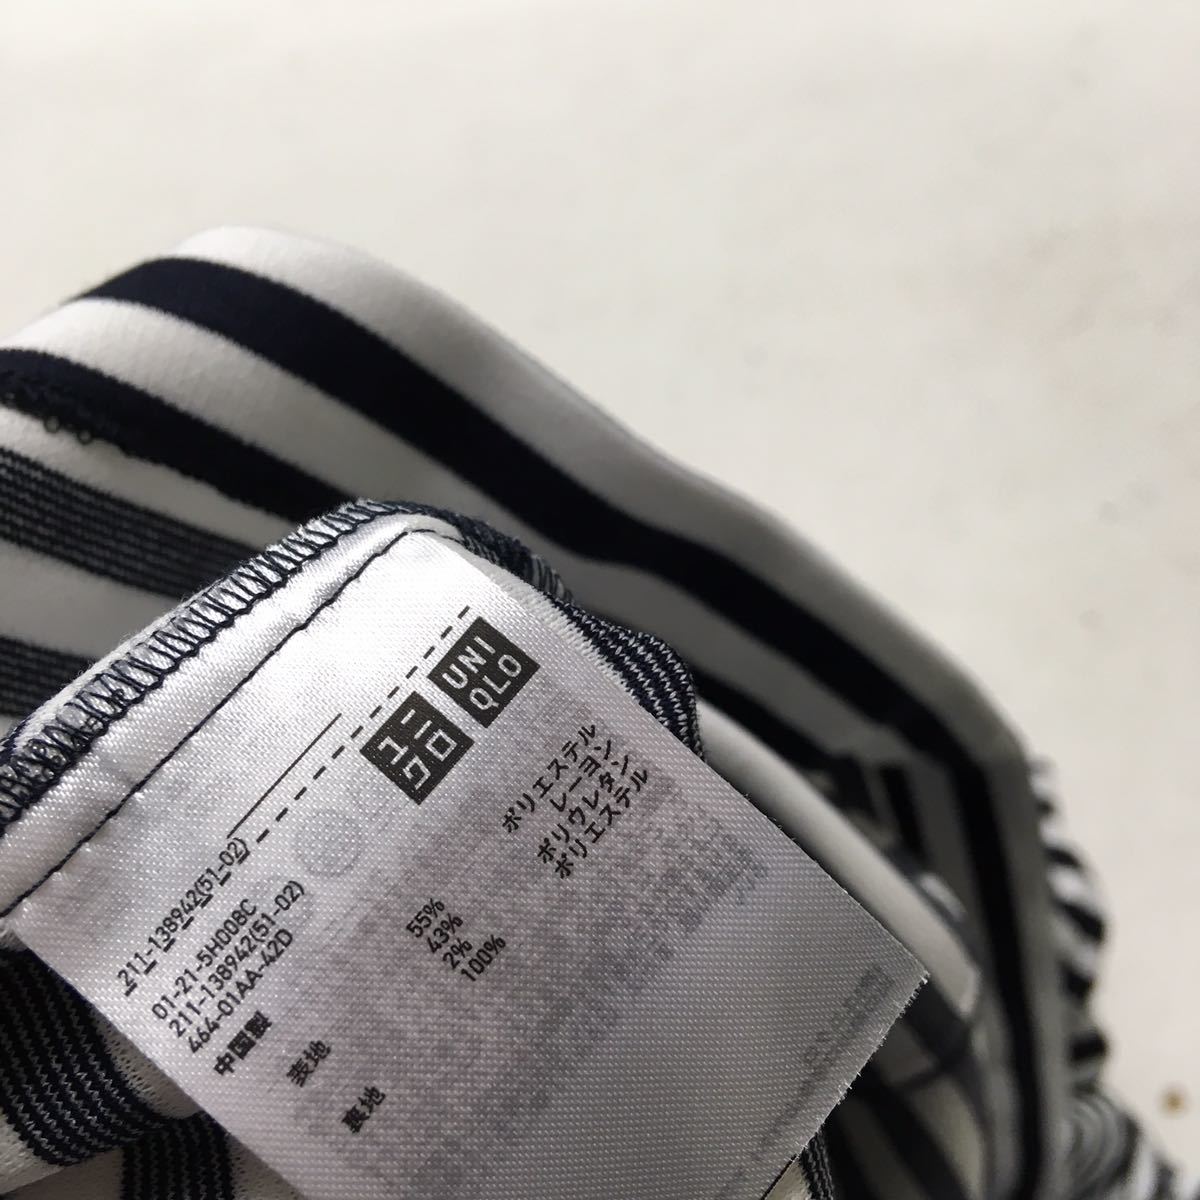 ユニクロ
UNIQLO
211-138942(51-02)
01-21-5H008C
211-138942(51-02)
464-01AA-42D
中国製
表地 55% ポリエステル
43% レーヨン
2% ポリウレタン
裏地 100% ポリエステル